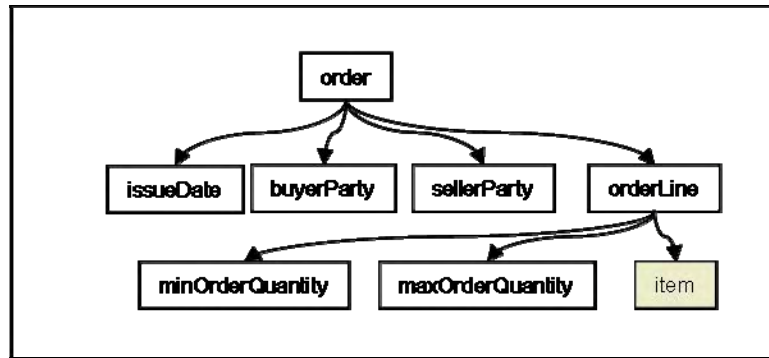 order
issueDate
buyerParty
sellerParty
orderLine
minOrderQuantity
maxOrderQuantity
item